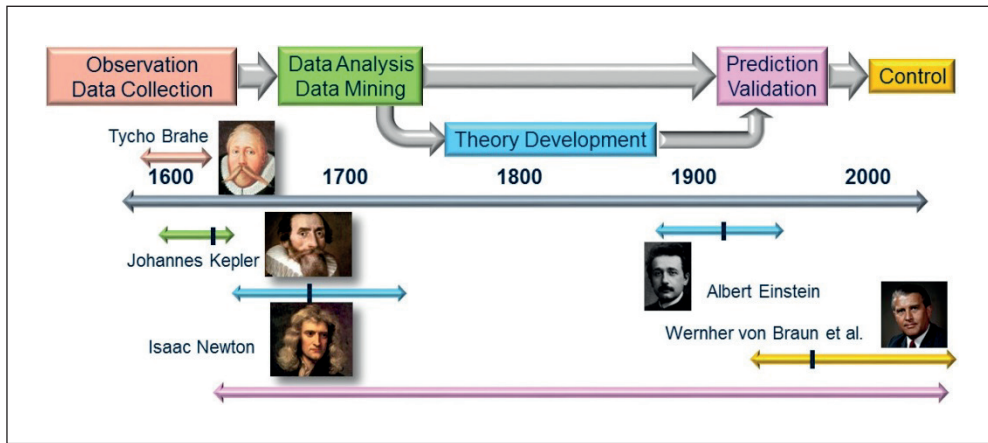 Observation
Data Collection
Data Analysis
Data Mining
Prediction
Validation
Control
Theory Development
Tycho Brahe
1600
1700
1800
1900
2000
Johannes Kepler
Albert Einstein
Wernher von Braun et al.
Isaac Newton